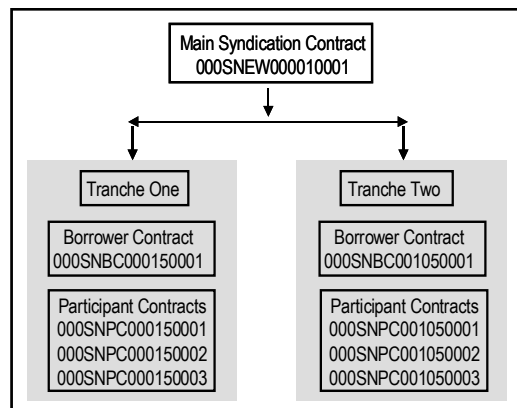 Main Syndication Contract
000SNEW000010001
Tranche One
Borrower Contract
000SNBC000150001
Participant Contracts
000SNPC000150001
000SNPC000150002
000SNPC000150003
Tranche Two
Borrower Contract
000SNBC001050001
Participant Contracts
000SNPC001050001
000SNPC001050002
000SNPC001050003